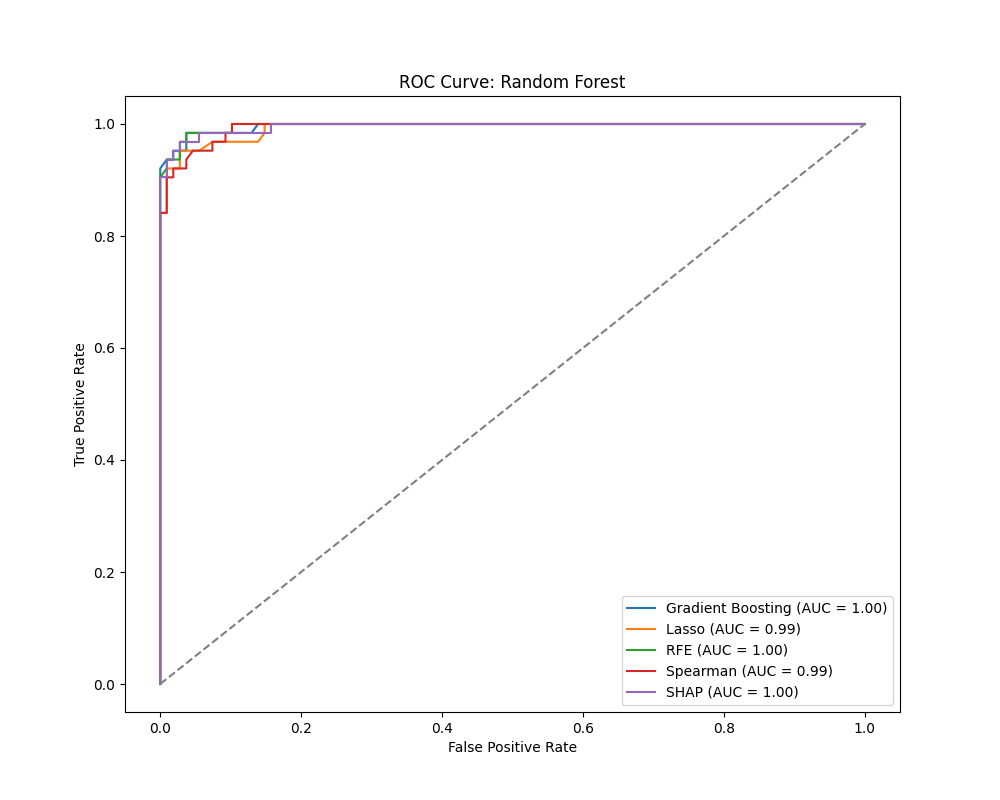 ROC Curve: Random Forest
1.0
0.8
0.6
0.4
0.2
0.0
True Positive Rate
Gradient Boosting (AUC = 1.00)
Lasso (AUC = 0.99)
RFE (AUC = 1.00)
Spearman (AUC = 0.99)
SHAP (AUC = 1.00)
0.0 0.2 0.4 0.6 0.8 1.0
False Positive Rate